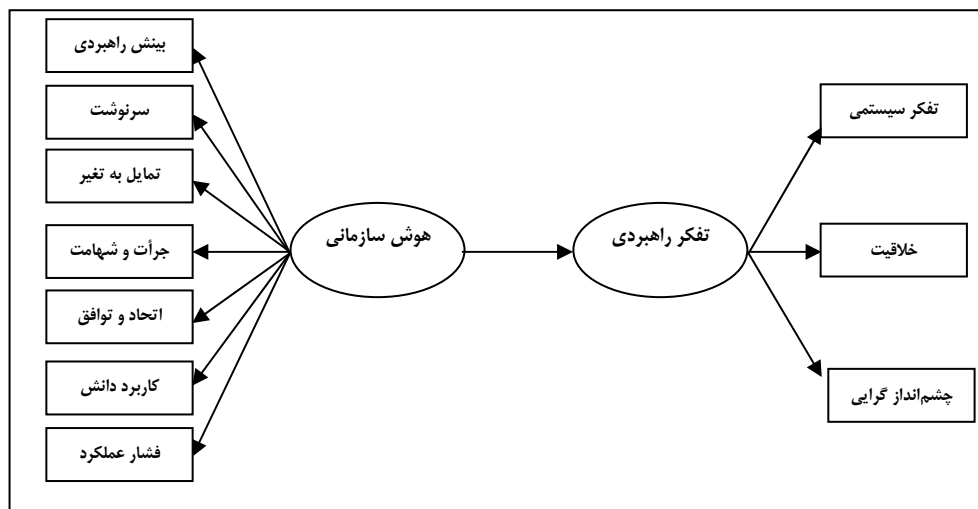 بینش راهبردی
سرنوشت
تمایل به تغیر
جرأت و شهامت
اتحاد و توافق
کاربرد دانش
فشار عملکرد
هوش سازمانی
تفکر راهبردی
تفکر سیستمی
خلاقیت
چشم‌انداز گرایی